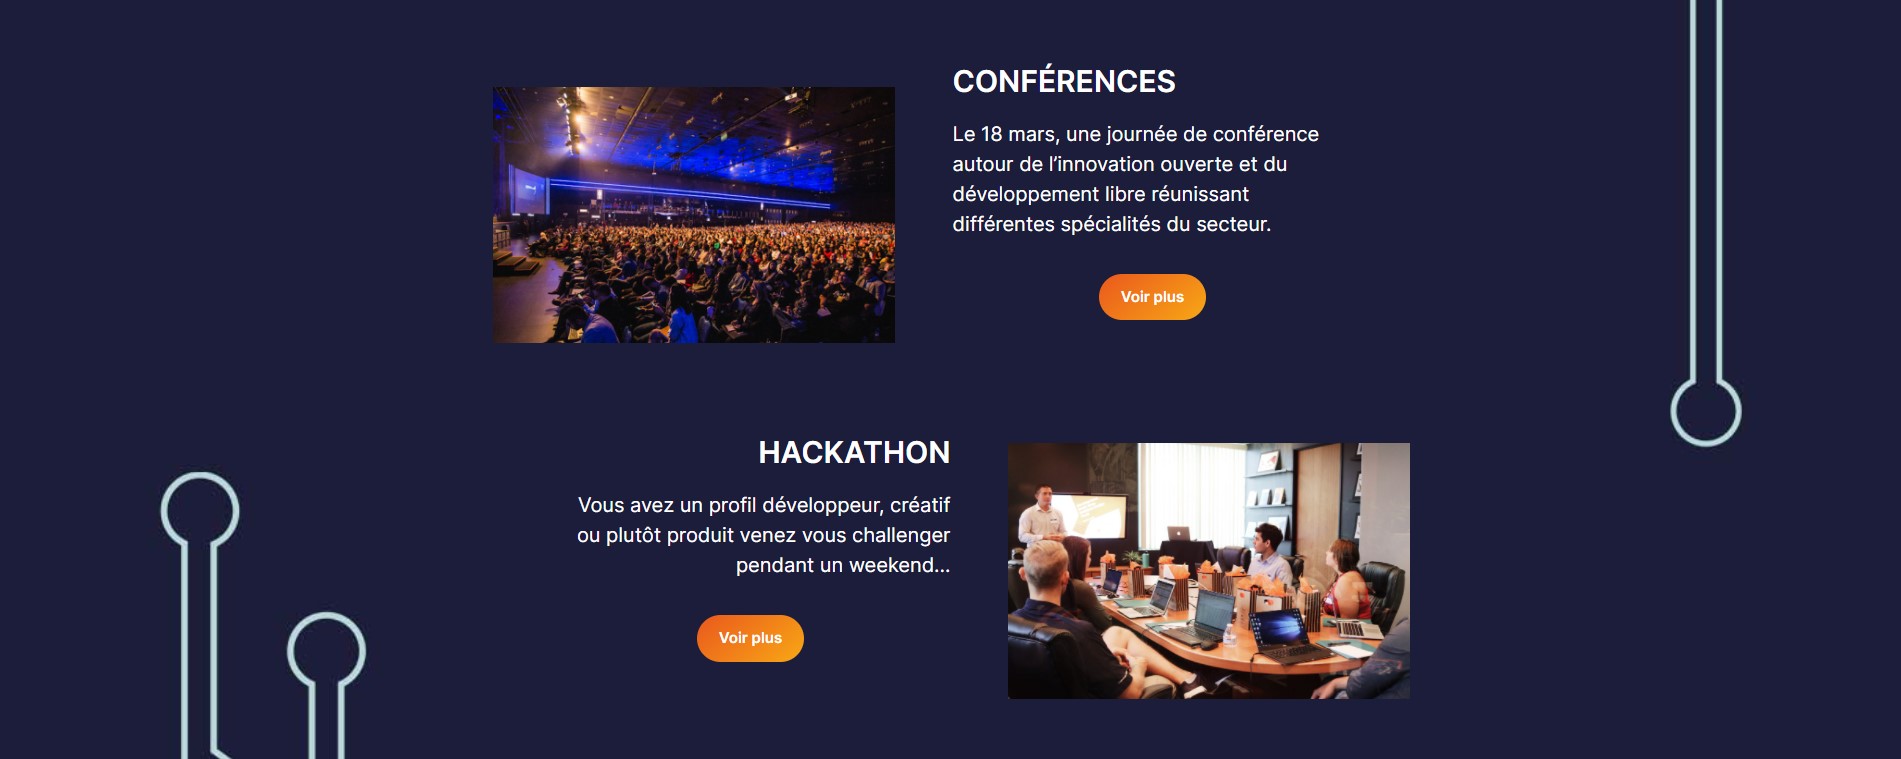 CONFÉRENCES
Le 18 mars, une journée de conférence
autour de l’innovation ouverte et du
développement libre réunissant
différentes spécialités du secteur.
Voir plus
HACKATHON
Vous avez un profil développeur, créatif
ou plutôt produit venez vous challenger
pendant un weekend...
Voir plus